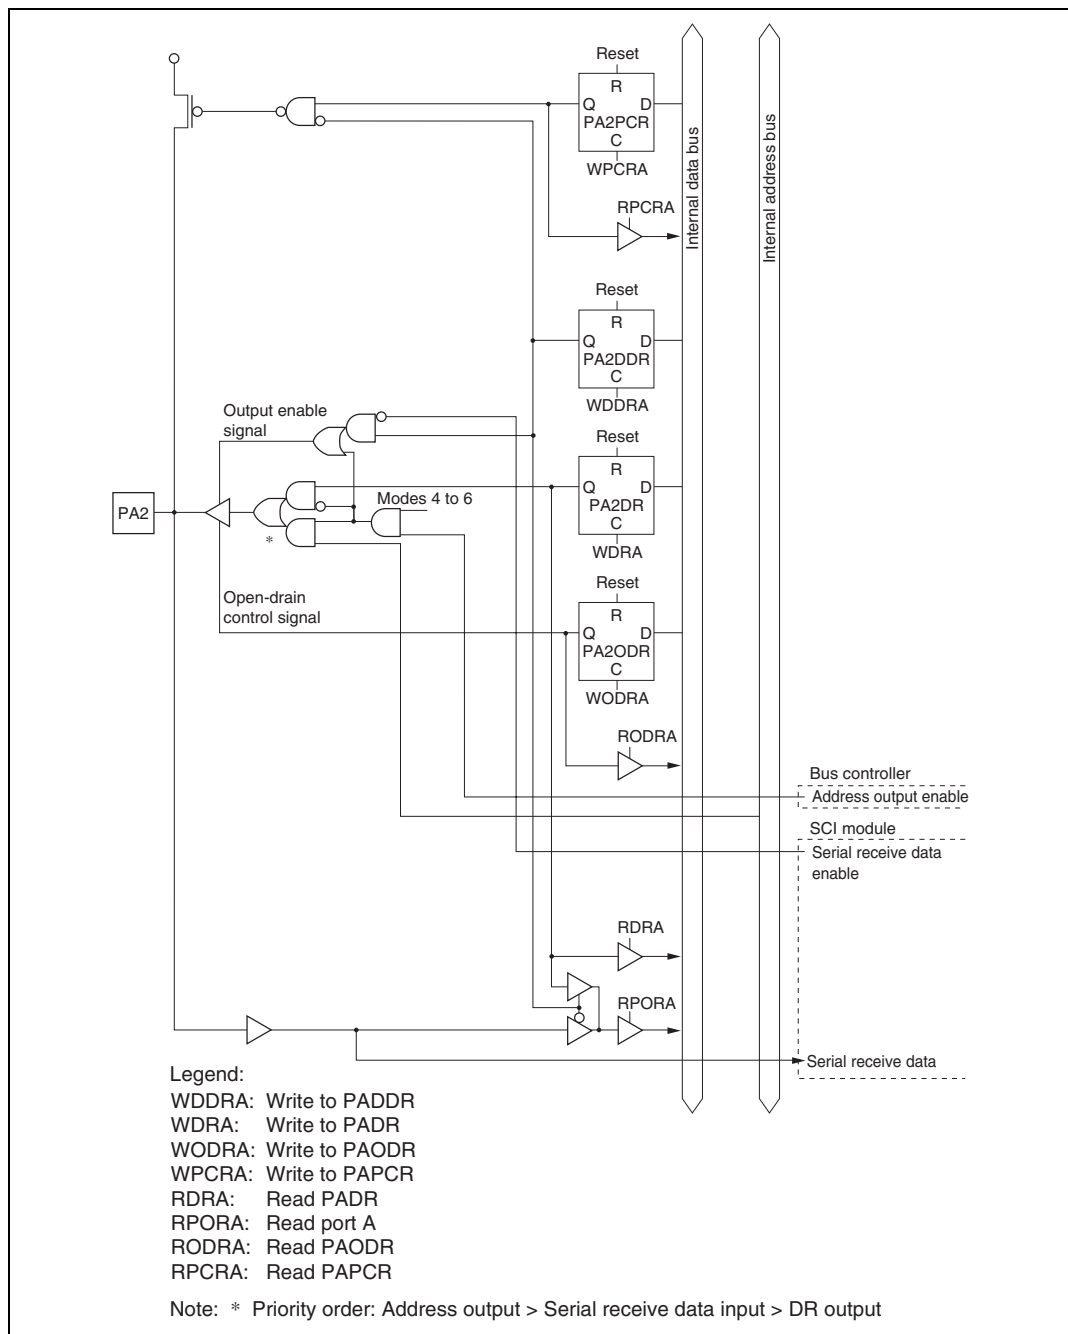 Reset
R
Q D
PA2PCR
C
WPCRA
RPCRA
Internal data bus
Internal address bus
Reset
R
Q D
PA2DDR
C
WDDRA
Output enable
signal
Reset
R
Q D
PA2DR
C
WDRA
Modes 4 to 6
PA2
*
Open-drain
control signal
Reset
R
Q D
PA2ODR
C
WODRA
RODRA
Bus controller
Address output enable
SCI module
Serial receive data
enable
RDRA
RPORA
Serial receive data
Legend:
WDDRA: Write to PADDR
WDRA: Write to PADR
WODRA: Write to PAODR
WPCRA: Write to PAPCR
RDRA: Read PADR
RPORA: Read port A
RODRA: Read PAODR
RPCRA: Read PAPCR
Note: * Priority order: Address output > Serial receive data input > DR output